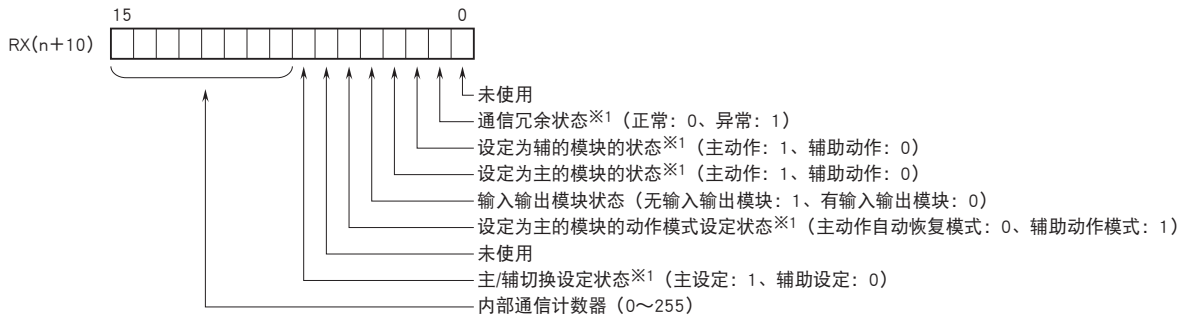 15 0
RX(n＋10)
未使用
通信冗余状态※1（正常：0、异常：1）
设定为辅的模块的状态※1（主动作：1、辅助动作：0）
设定为主的模块的状态※1（主动作：1、辅助动作：0）
输入输出模块状态（无输入输出模块：1、有输入输出模块：0）
设定为主的模块的动作模式设定状态※1（主动作自动恢复模式：0、辅助动作模式：1）
未使用
主/辅切换设定状态※1（主设定：1、辅助设定：0）
内部通信计数器（0～255）